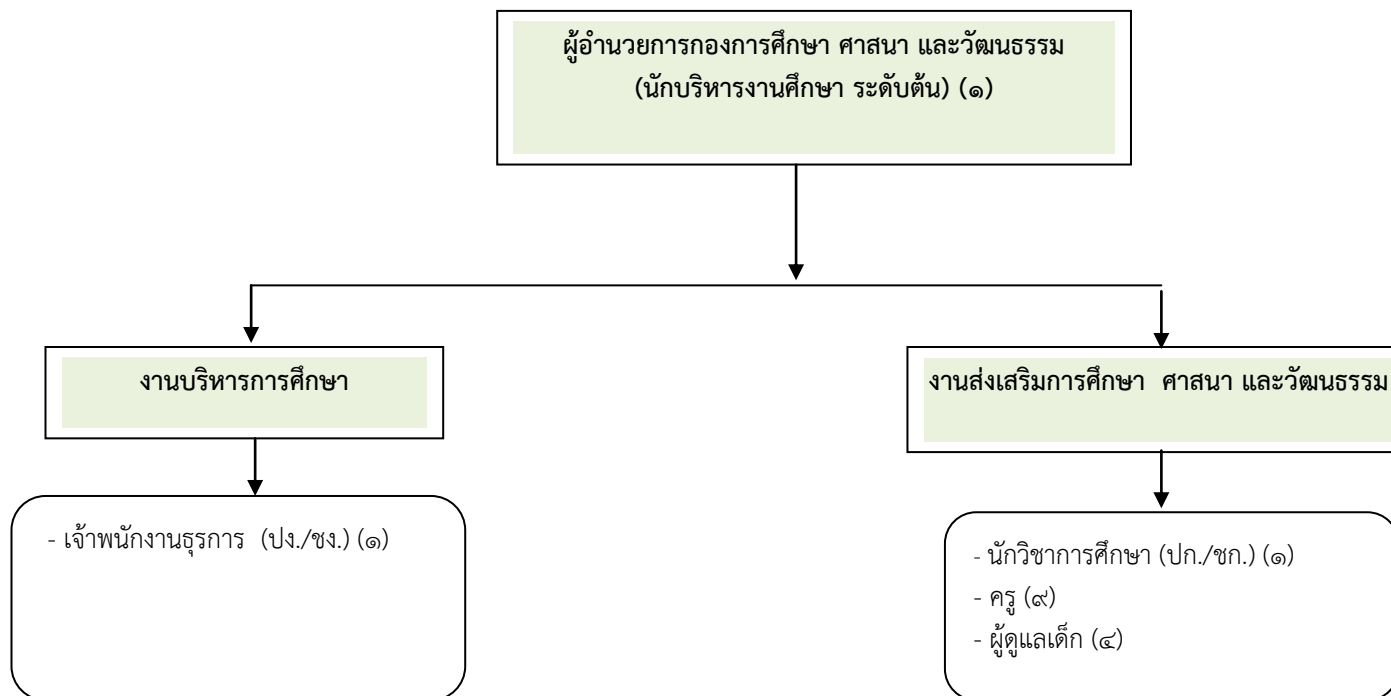 ผู้อำนวยการกองการศึกษา ศาสนา และวัฒนธรรม
(นักบริหารงานศึกษา ระดับต้น) (๑)
งานบริหารการศึกษา
- เจ้าพนักงานธุรการ (ปง./ชง.) (๑)
งานส่งเสริมการศึกษา ศาสนา และวัฒนธรรม
- นักวิชาการศึกษา (ปก./ชก.) (๑)
- ครู (๙)
- ผู้ดูแลเด็ก (๔)